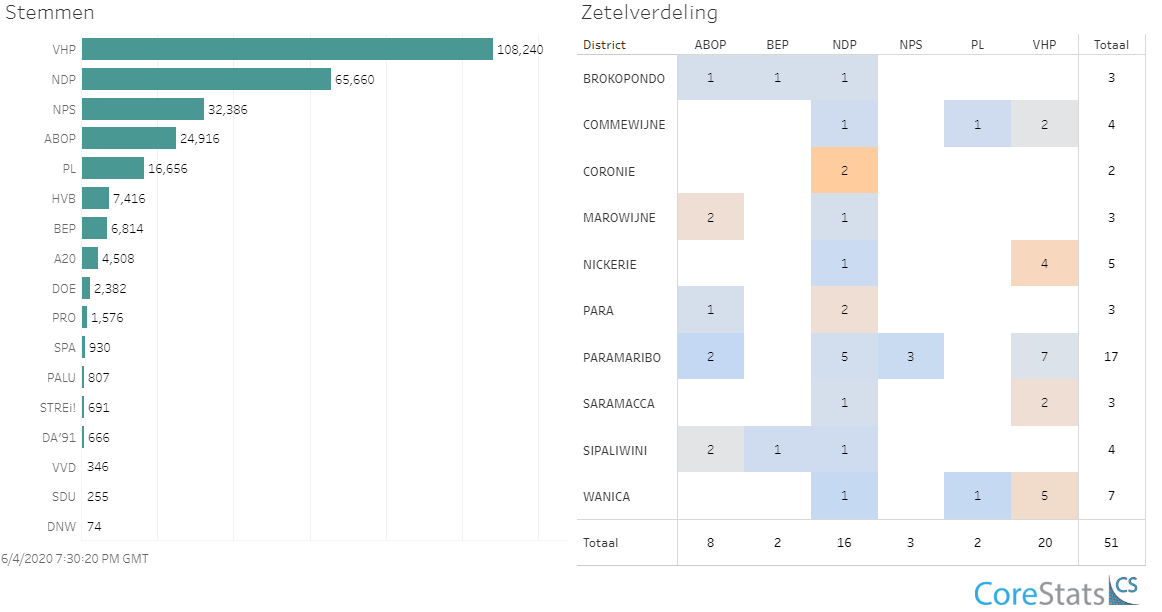 Stemmen
VHP 108,240
NDP 65,660
NPS 32,386
ABOP 24,916
PL 16,656
HVB 7,416
BEP 6,814
A20 4,508
DOE 2,382
PRO 1,576
SPA 930
PALU 807
STREi! 691
DA'91 666
VVD 346
SDU 255
DNW 74
6/4/2020 7:30:20 PM GMT
Zetelverdeling
District ABOP BEP NDP NPS PL VHP Totaal
BROKOPONDO 1 1 1 3
COMMEWIJNE 1 1 2 4
CORONIE 2 2
MAROWIJNE 2 1 3
NICKERIE 1 4 5
PARA 1 2 3
PARAMARIBO 2 5 3 7 17
SARAMACCA 1 2 3
SIPALIWINI 2 1 1 4
WANICA 1 1 5 7
Totaal 8 2 16 3 2 20 51
CoreStats CS